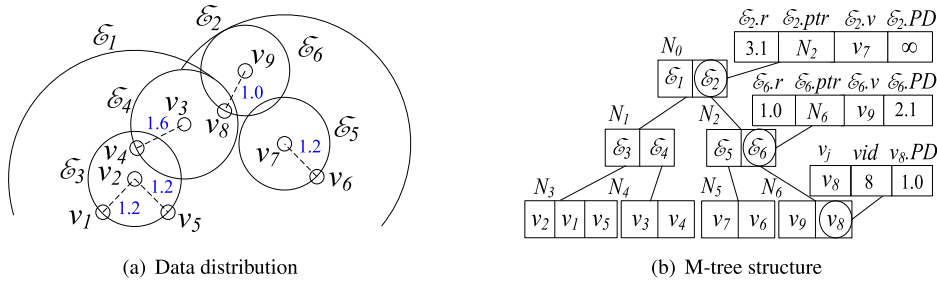 ℰ₂.r ℰ₂.ptr ℰ₂.v ℰ₂.PD
3.1 N₂ v₇ ∞
N₀
ℰ₁ ℰ₂
ℰ₆.r ℰ₆.ptr ℰ₆.v ℰ₆.PD
1.0 N₆ v₉ 2.1
N₁ N₂
ℰ₃ ℰ₄ ℰ₅ ℰ₆
vⱼ vid v₈.PD
v₈ 8 1.0
N₃ N₄ N₅ N₆
v₂ v₁ v₅ v₃ v₄ v₇ v₆ v₉ v₈
ℰ₁ ℰ₂
v₉ ℰ₆
1.0
ℰ₄ v₃ v₈
1.6
v₄ v₇ 1.2 ℰ₅
ℰ₃ v₂ 1.2 v₆
v₁ 1.2 v₅
(a) Data distribution
(b) M-tree structure